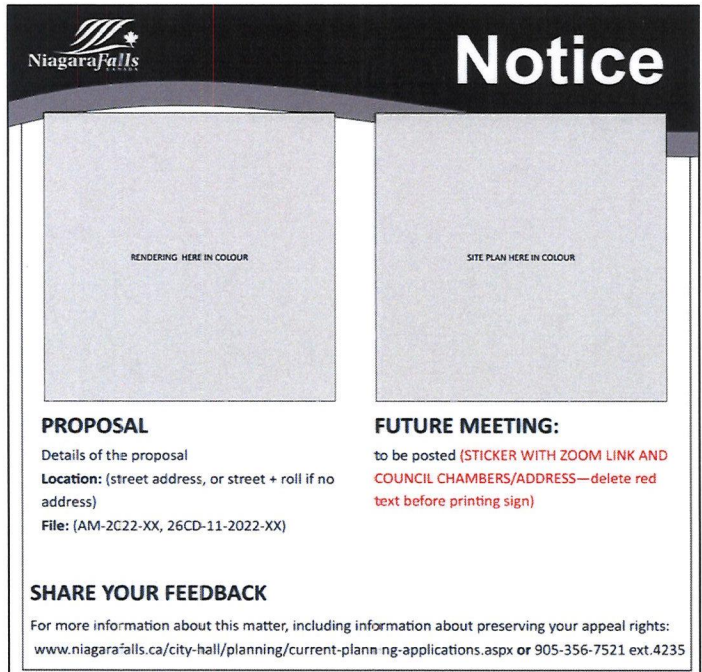 NiagaraFalls
CANADA
Notice
RENDERING HERE IN COLOUR
SITE PLAN HERE IN COLOUR
PROPOSAL
Details of the proposal
Location: (street address, or street + roll if no
address)
File: (AM-2C22-XX, 26CD-11-2022-XX)
FUTURE MEETING:
to be posted (STICKER WITH ZOOM LINK AND
COUNCIL CHAMBERS/ADDRESS—delete red
text before printing sign)
SHARE YOUR FEEDBACK
For more information about this matter, including information about preserving your appeal rights:
www.niagarafalls.ca/city-hall/planning/current-planning-applications.aspx or 905-356-7521 ext.4235